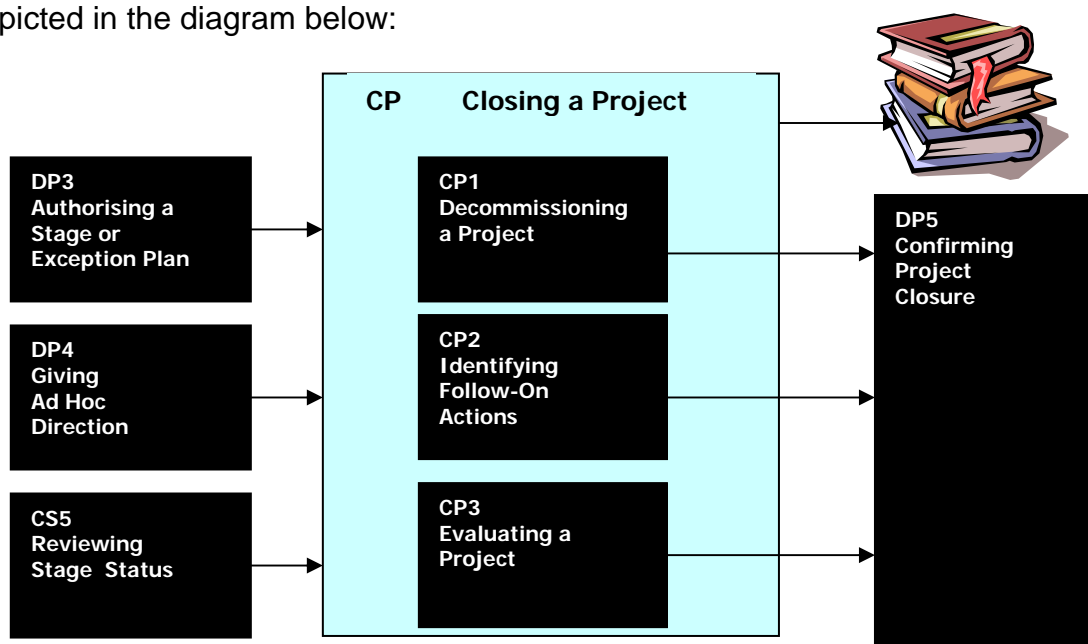 picted in the diagram below:
CP Closing a Project
DP3
Authorising a
Stage or
Exception Plan
CP1
Decommissioning
a Project
DP5
Confirming
Project
Closure
DP4
Giving
Ad Hoc
Direction
CP2
Identifying
Follow-On
Actions
CS5
Reviewing
Stage Status
CP3
Evaluating a
Project